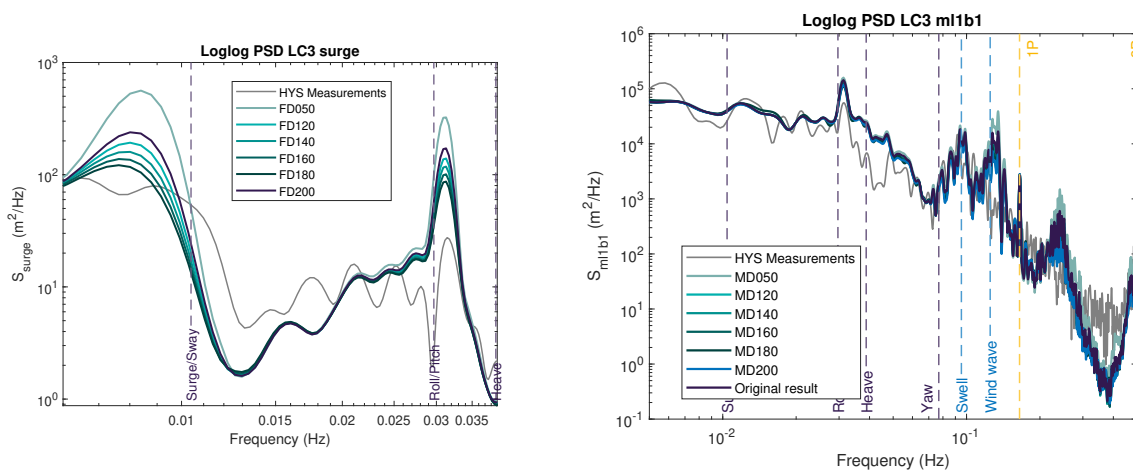 Loglog PSD LC3 surge
10³
10²
10¹
10⁰
S_surge (m²/Hz)
HYS Measurements
FD050
FD120
FD140
FD160
FD180
FD200
Surge/Sway
Roll/Pitch
Heave
0.01
0.015
0.02
0.025
0.03
0.035
Frequency (Hz)
Loglog PSD LC3 ml1b1
10⁶
10⁵
10⁴
10³
10²
10¹
10⁰
10⁻¹
S_ml1b1 (m²/Hz)
1P
HYS Measurements
MD050
MD120
MD140
MD160
MD180
MD200
Original result
Su
Ro
Heave
Yaw
Swell
Wind wave
10⁻²
10⁻¹
Frequency (Hz)